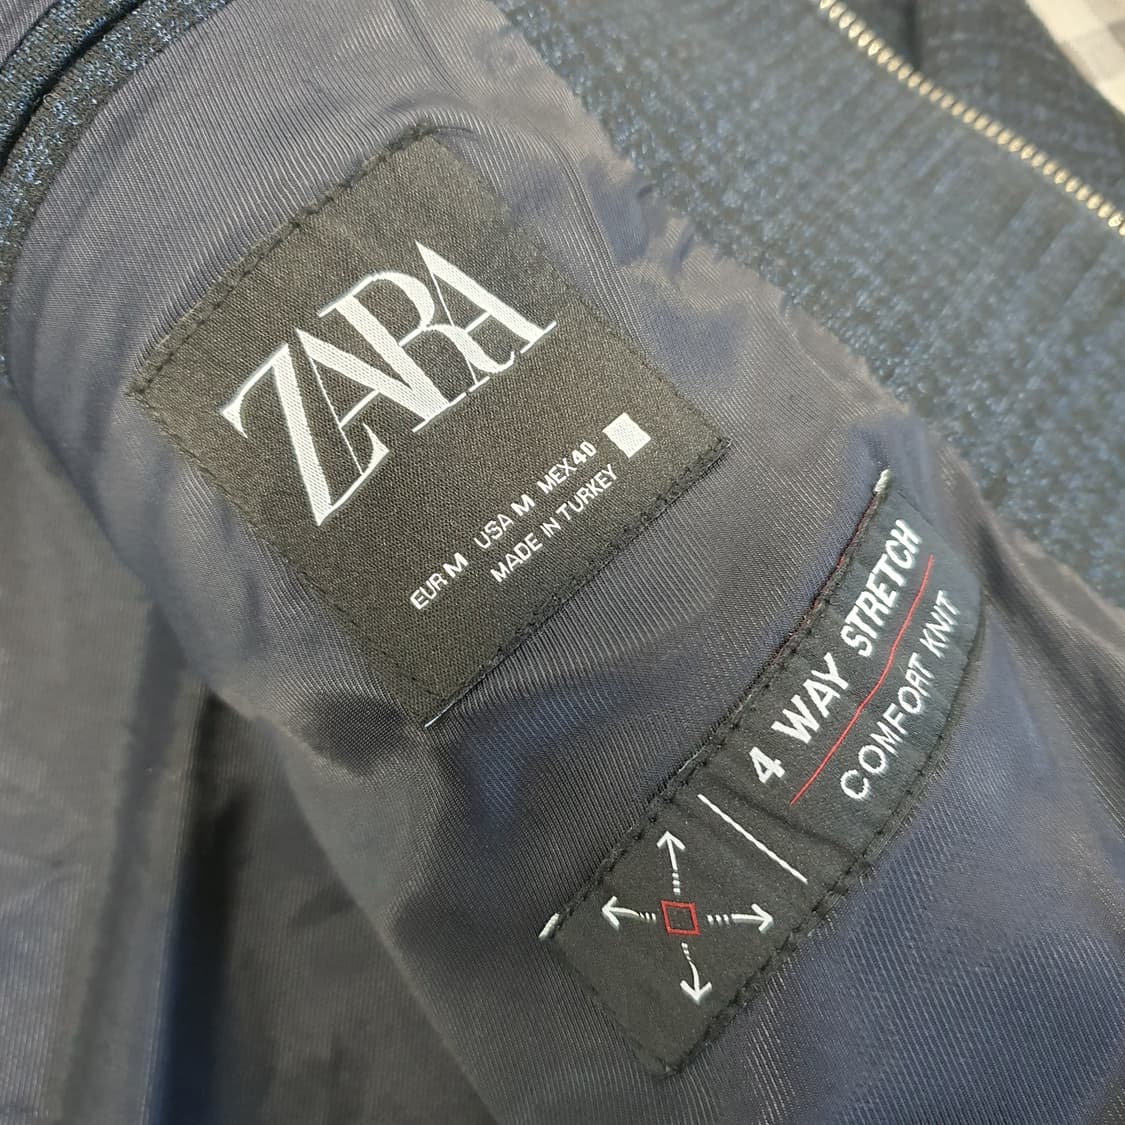 ZARA
EUR M USA M MEX 40
MADE IN TURKEY
4 WAY STRETCH
COMFORT KNIT